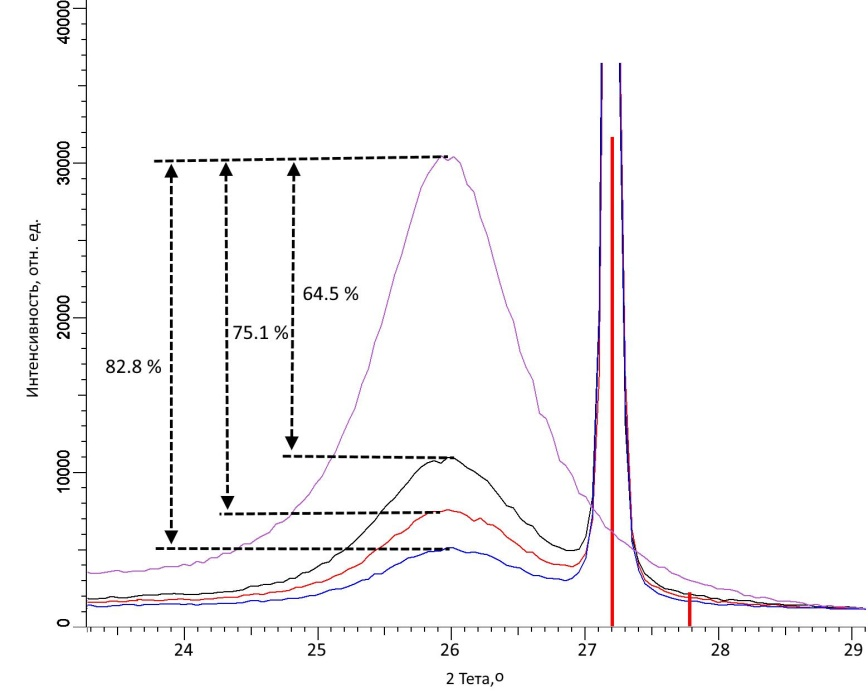 40000
30000
20000
10000
0
Интенсивность, отн. ед.
64.5 %
75.1 %
82.8 %
24 25 26 27 28 29
2 Тета,º